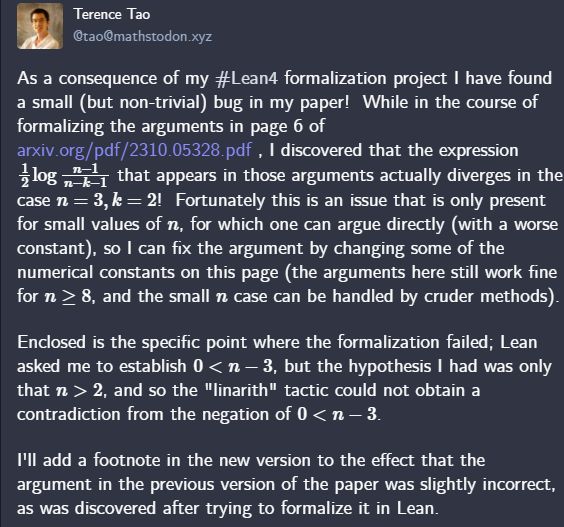 Terence Tao
@tao@mathstodon.xyz
As a consequence of my #Lean4 formalization project I have found
a small (but non-trivial) bug in my paper! While in the course of
formalizing the arguments in page 6 of
arxiv.org/pdf/2310.05328.pdf , I discovered that the expression
½ log (n−1)/(n−k−1) that appears in those arguments actually diverges in the
case n = 3, k = 2! Fortunately this is an issue that is only present
for small values of n, for which one can argue directly (with a worse
constant), so I can fix the argument by changing some of the
numerical constants on this page (the arguments here still work fine
for n ≥ 8, and the small n case can be handled by cruder methods).
Enclosed is the specific point where the formalization failed; Lean
asked me to establish 0 < n − 3, but the hypothesis I had was only
that n > 2, and so the "linarith" tactic could not obtain a
contradiction from the negation of 0 < n − 3.
I'll add a footnote in the new version to the effect that the
argument in the previous version of the paper was slightly incorrect,
as was discovered after trying to formalize it in Lean.